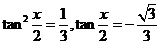 tan² x/2 = 1/3, tan x/2 = -√3/3